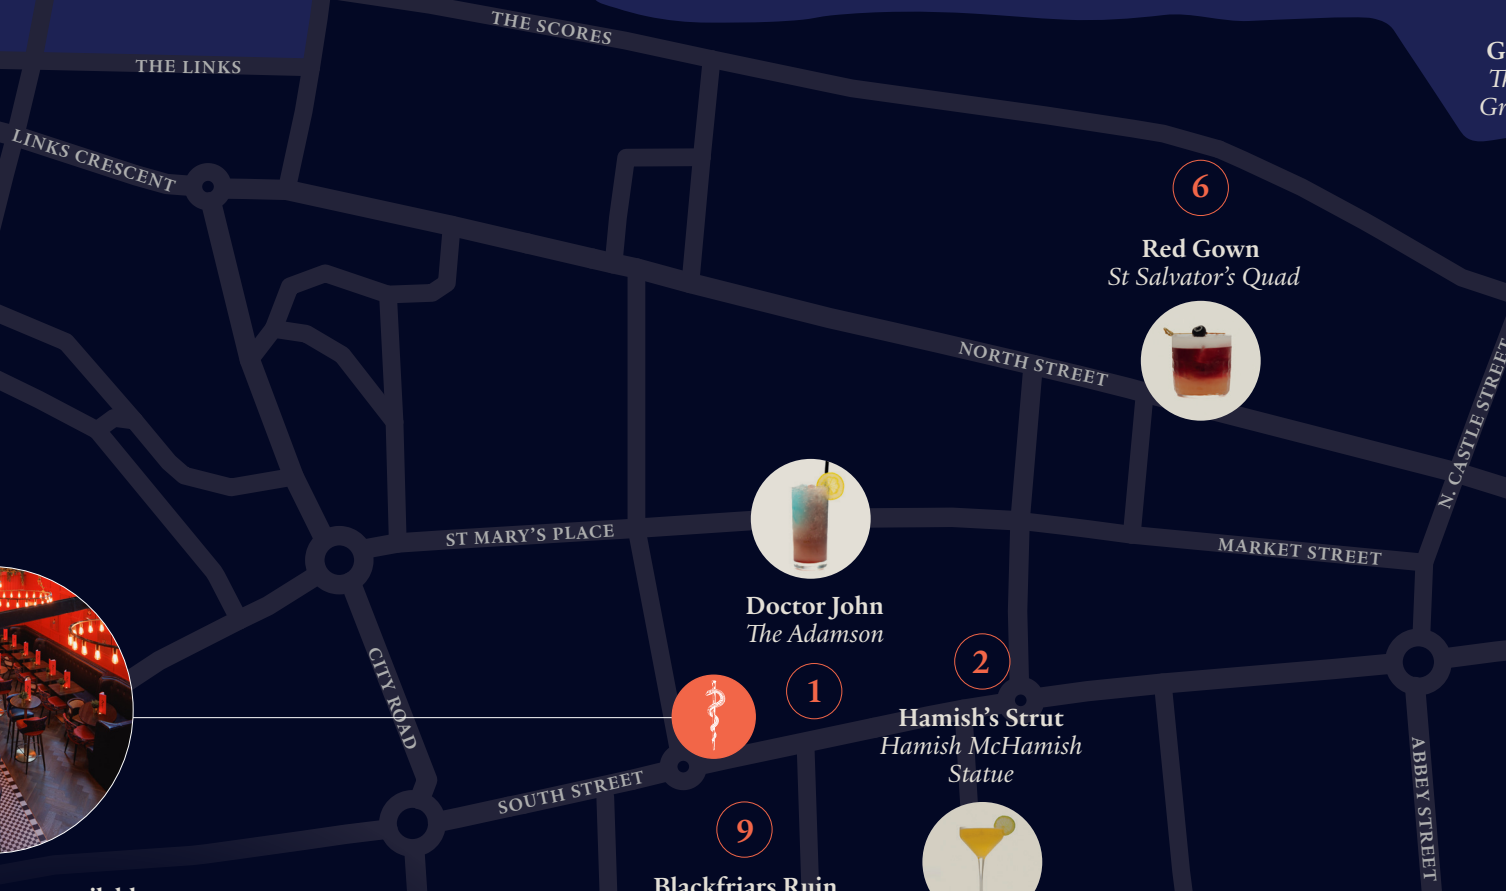 THE SCORES
THE LINKS
LINKS CRESCENT
6
Red Gown
St Salvator’s Quad
NORTH STREET
N. CASTLE STREET
ST MARY’S PLACE
MARKET STREET
Doctor John
The Adamson
1
2
Hamish’s Strut
Hamish McHamish
Statue
CITY ROAD
SOUTH STREET
ABBEY STREET
9
Blackfriars Ruin